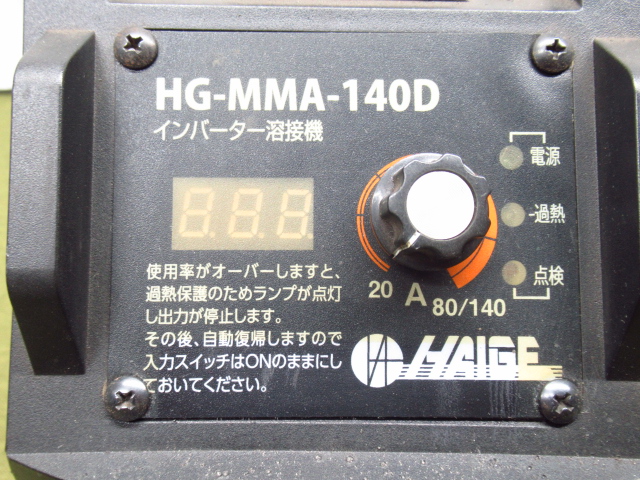 HG-MMA-140D
インバーター溶接機
電源
過熱
点検
888
使用率がオーバーしますと、
過熱保護のためランプが点灯
し出力が停止します。
その後、自動復帰しますので
入力スイッチはONのままにし
ておいてください。
20 A 80/140
HAIGE